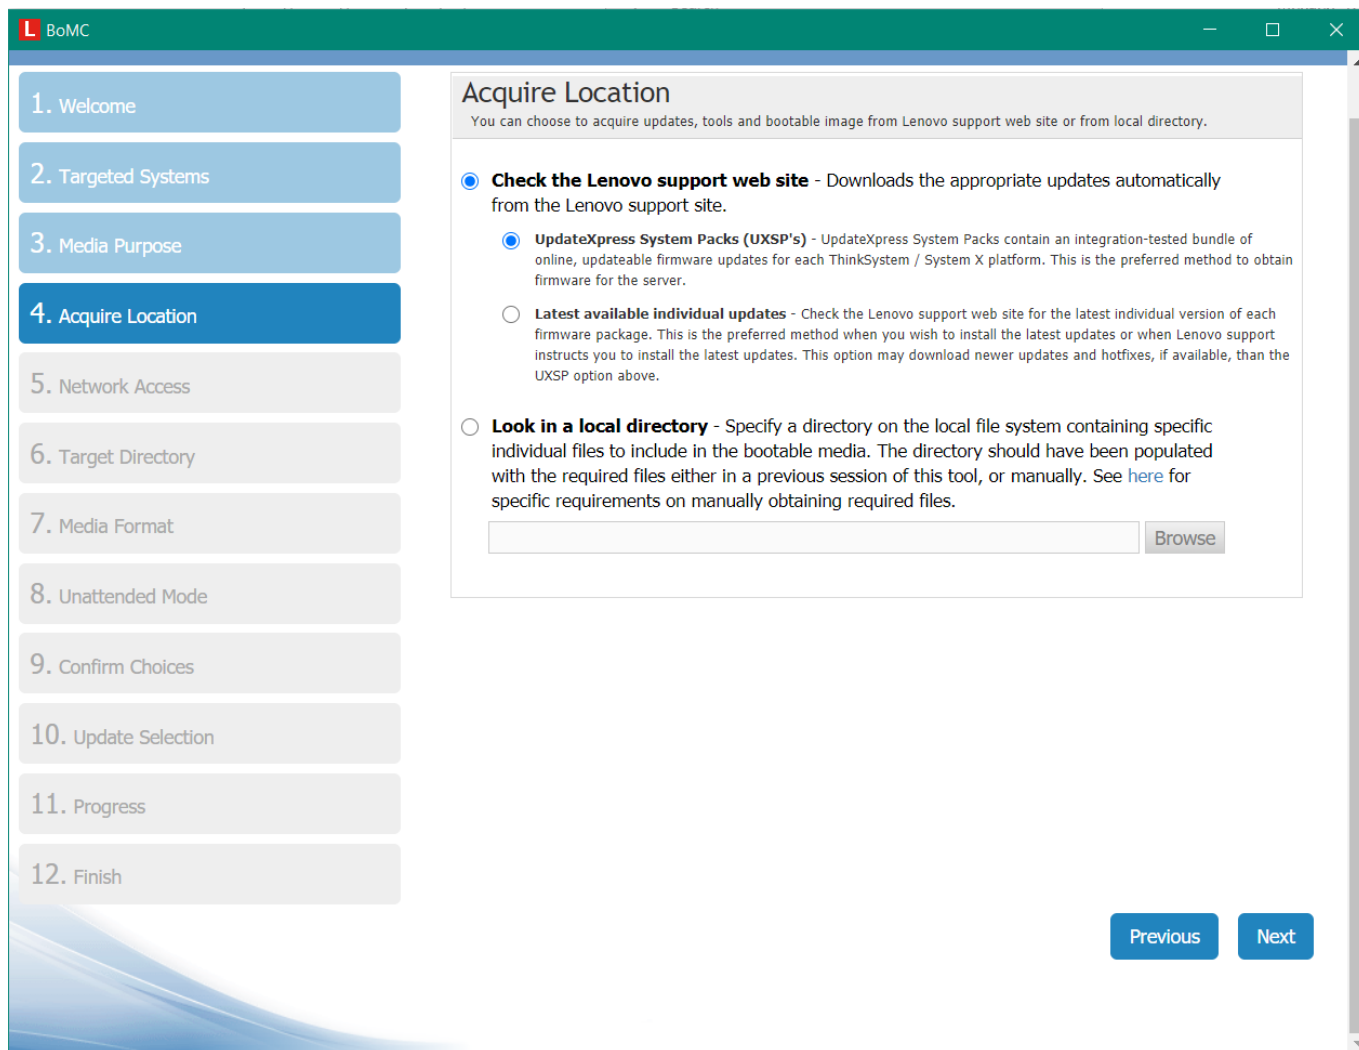 L BoMC
1. Welcome
2. Targeted Systems
3. Media Purpose
4. Acquire Location
5. Network Access
6. Target Directory
7. Media Format
8. Unattended Mode
9. Confirm Choices
10. Update Selection
11. Progress
12. Finish
Acquire Location
You can choose to acquire updates, tools and bootable image from Lenovo support web site or from local directory.
Check the Lenovo support web site - Downloads the appropriate updates automatically
from the Lenovo support site.
UpdateXpress System Packs (UXSP's) - UpdateXpress System Packs contain an integration-tested bundle of
online, updateable firmware updates for each ThinkSystem / System X platform. This is the preferred method to obtain
firmware for the server.
Latest available individual updates - Check the Lenovo support web site for the latest individual version of each
firmware package. This is the preferred method when you wish to install the latest updates or when Lenovo support
instructs you to install the latest updates. This option may download newer updates and hotfixes, if available, than the
UXSP option above.
Look in a local directory - Specify a directory on the local file system containing specific
individual files to include in the bootable media. The directory should have been populated
with the required files either in a previous session of this tool, or manually. See here for
specific requirements on manually obtaining required files.
Browse
Previous
Next